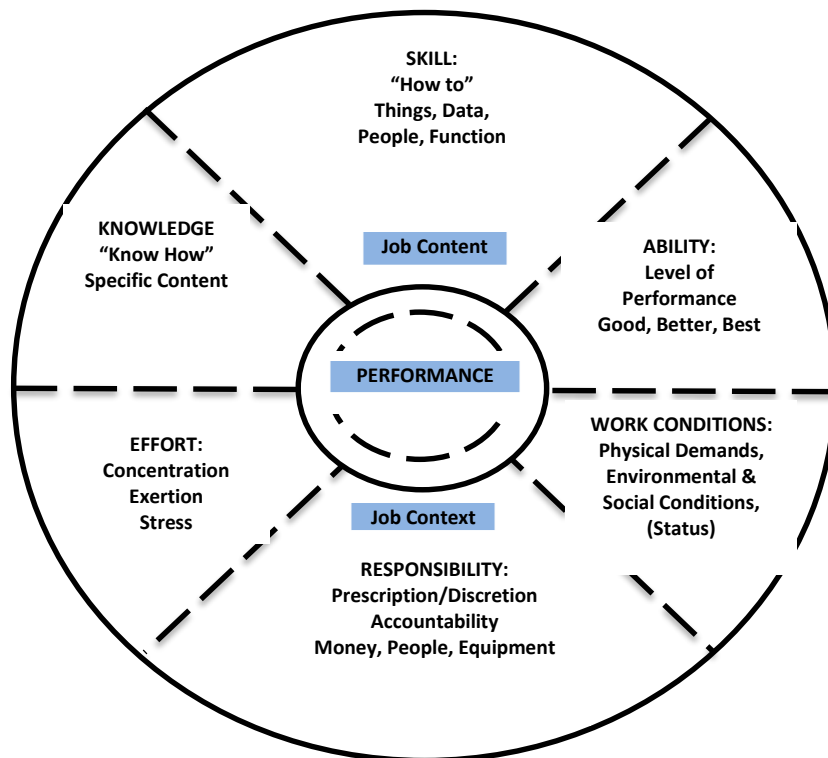 SKILL:
“How to”
Things, Data,
People, Function
KNOWLEDGE
“Know How”
Specific Content
Job Content
ABILITY:
Level of
Performance
Good, Better, Best
PERFORMANCE
EFFORT:
Concentration
Exertion
Stress
WORK CONDITIONS:
Physical Demands,
Environmental &
Social Conditions,
(Status)
Job Context
RESPONSIBILITY:
Prescription/Discretion
Accountability
Money, People, Equipment